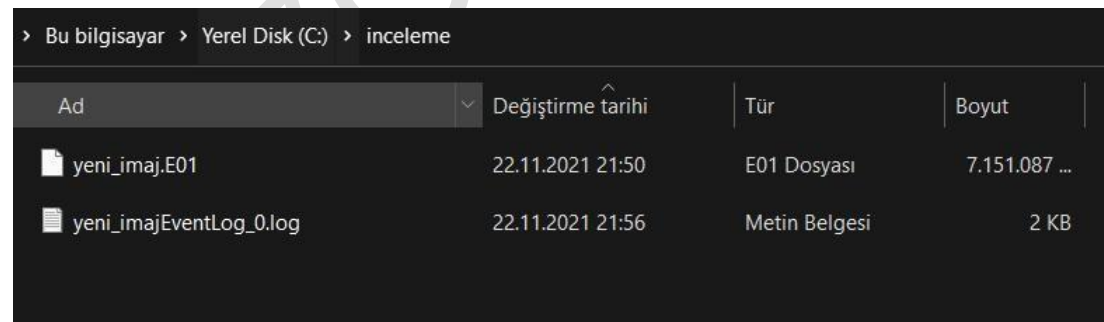 > Bu bilgisayar > Yerel Disk (C:) > inceleme
Ad Değiştirme tarihi Tür Boyut
yeni_imaj.E01 22.11.2021 21:50 E01 Dosyası 7.151.087 ...
yeni_imajEventLog_0.log 22.11.2021 21:56 Metin Belgesi 2 KB